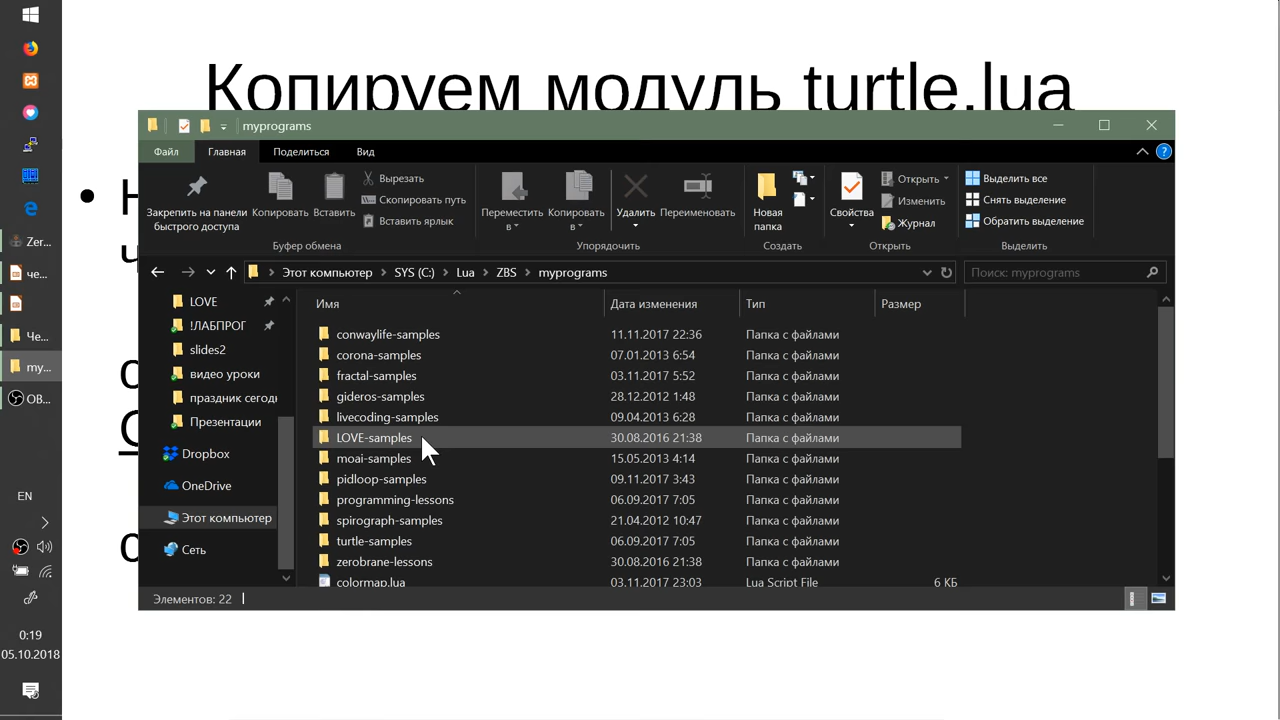 Копируем модуль turtle.lua
• Н
ч
о
С
о
Zer...
че...
Че...
my...
OB...
EN
0:19
05.10.2018
myprograms
Файл
Главная
Поделиться
Вид
Закрепить на панели
быстрого доступа
Копировать
Вставить
Вырезать
Скопировать путь
Вставить ярлык
Буфер обмена
Переместить
в
Копировать
в
Удалить
Переименовать
Упорядочить
Новая
папка
Создать
Свойства
Открыть
Изменить
Журнал
Открыть
Выделить все
Снять выделение
Обратить выделение
Выделить
Этот компьютер > SYS (C:) > Lua > ZBS > myprograms
Поиск: myprograms
LOVE
!ЛАБПРОГ
slides2
видео уроки
праздник сегодн
Презентации
Dropbox
OneDrive
Этот компьютер
Сеть
Имя Дата изменения Тип Размер
conwaylife-samples 11.11.2017 22:36 Папка с файлами
corona-samples 07.01.2013 6:54 Папка с файлами
fractal-samples 03.11.2017 5:52 Папка с файлами
gideros-samples 28.12.2012 1:48 Папка с файлами
livecoding-samples 09.04.2013 6:28 Папка с файлами
LOVE-samples 30.08.2016 21:38 Папка с файлами
moai-samples 15.05.2013 4:14 Папка с файлами
pidloop-samples 09.11.2017 3:43 Папка с файлами
programming-lessons 06.09.2017 7:05 Папка с файлами
spirograph-samples 21.04.2012 10:47 Папка с файлами
turtle-samples 06.09.2017 7:05 Папка с файлами
zerobrane-lessons 30.08.2016 21:38 Папка с файлами
colormap.lua 03.11.2017 23:03 Lua Script File 6 КБ
Элементов: 22